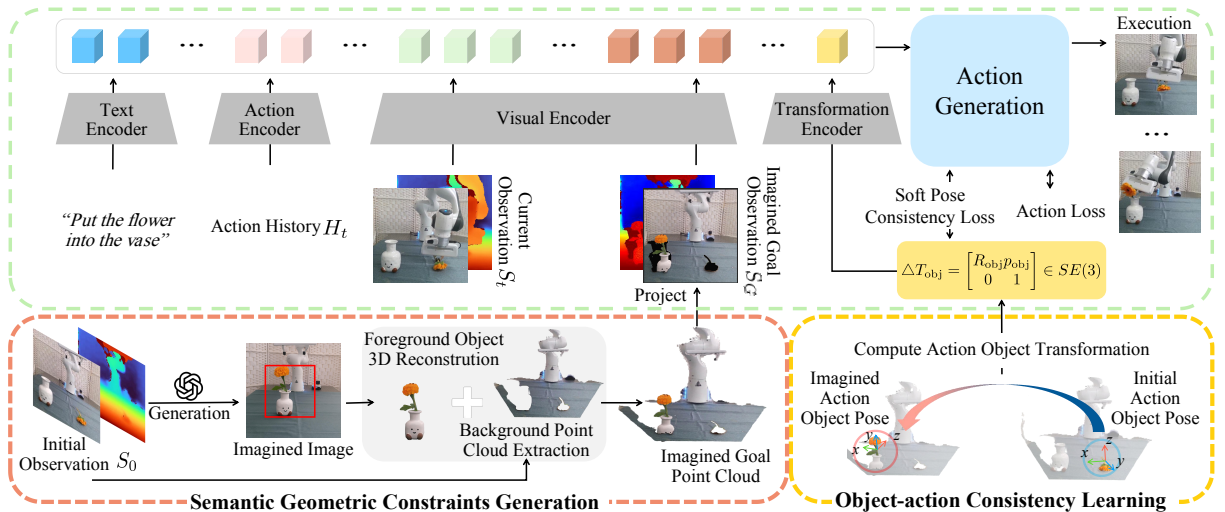 Execution
Text
Encoder
Action
Encoder
Visual Encoder
Transformation
Encoder
Action
Generation
“Put the flower
into the vase”
Action History H_t
Current
Observation S_t
Imagined Goal
Observation S_G
Soft Pose
Consistency Loss
Action Loss
△T_obj = [R_obj p_obj
0 1] ∈ SE(3)
Project
Initial
Observation S_0
Generation
Imagined Image
Foreground Object
3D Reconstrution
Background Point
Cloud Extraction
Imagined Goal
Point Cloud
Semantic Geometric Constraints Generation
Compute Action Object Transformation
Imagined
Action
Object Pose
Initial
Action
Object Pose
x
y
z
x
y
z
Object-action Consistency Learning